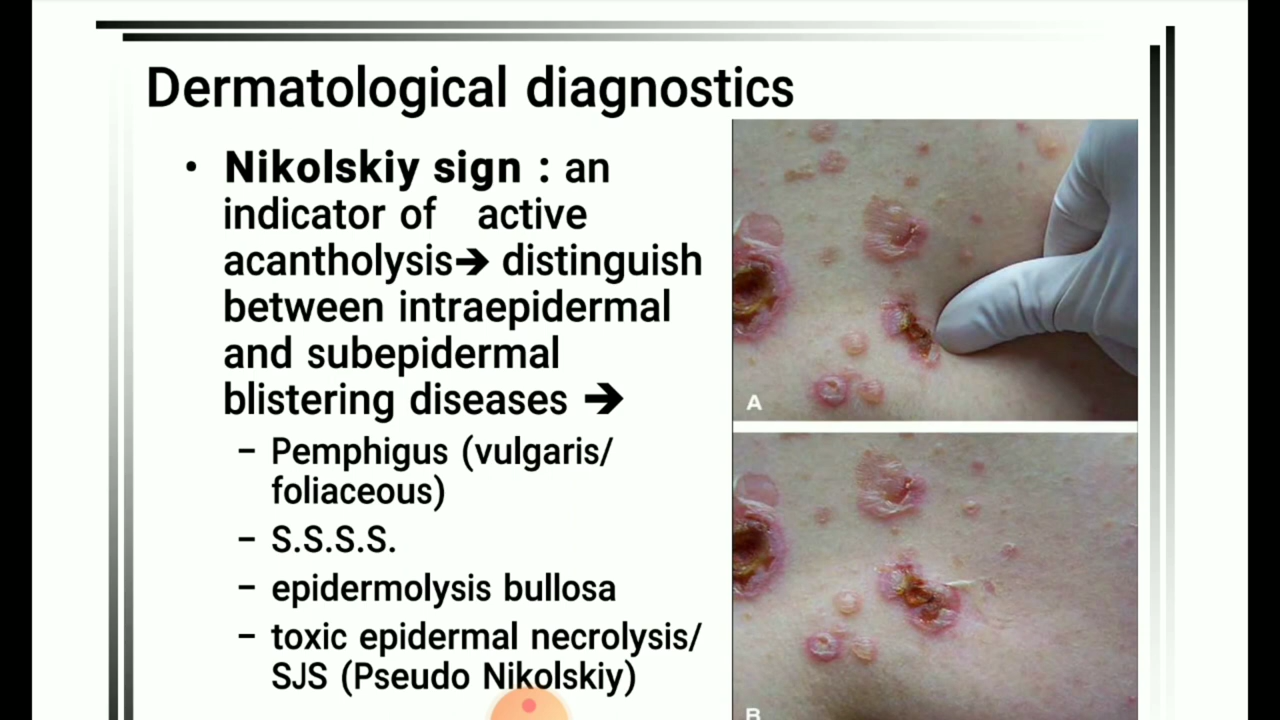 Dermatological diagnostics
• Nikolskiy sign : an
indicator of active
acantholysis➔ distinguish
between intraepidermal
and subepidermal
blistering diseases ➔
– Pemphigus (vulgaris/
foliaceous)
– S.S.S.S.
– epidermolysis bullosa
– toxic epidermal necrolysis/
SJS (Pseudo Nikolskiy)
A
B